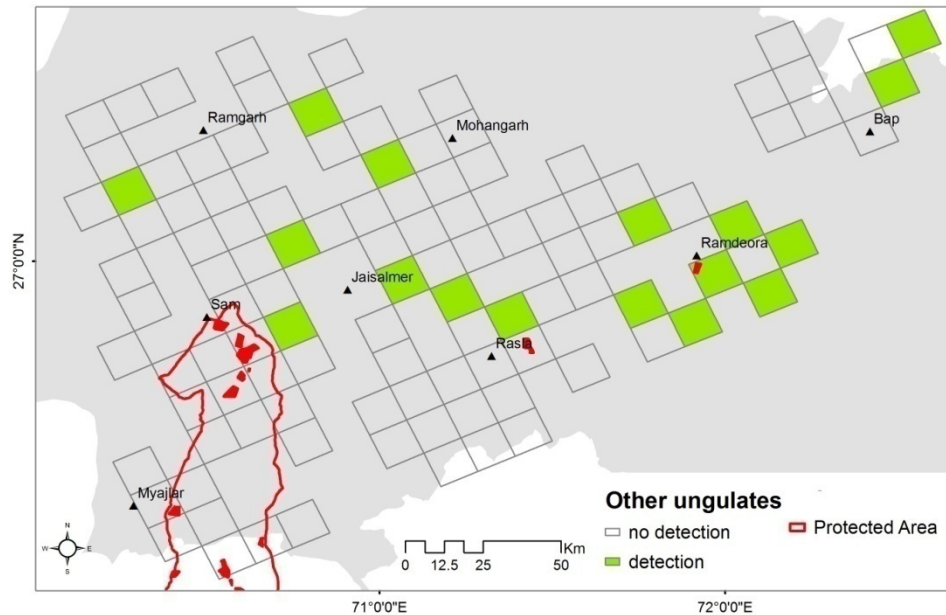 Ramgarh
Mohangarh
Bap
27°0'0"N
Ramdeora
Jaisalmer
Sam
Rasla
Myajlar
N
W E
S
Other ungulates
no detection
detection
Protected Area
Km
0 12.5 25 50
71°0'0"E
72°0'0"E